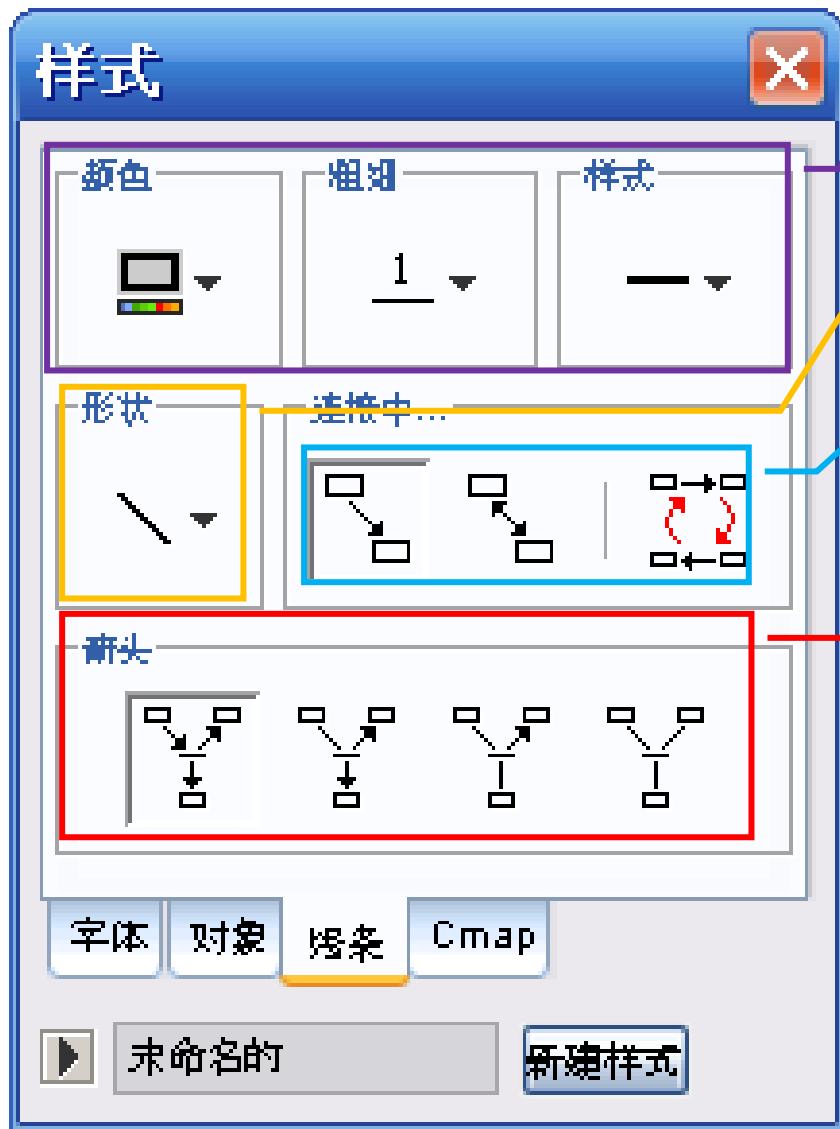 样式
颜色 粗细 样式
1
形状 连接中...
箭头
字体 对象 线条 Cmap
未命名的 新建样式